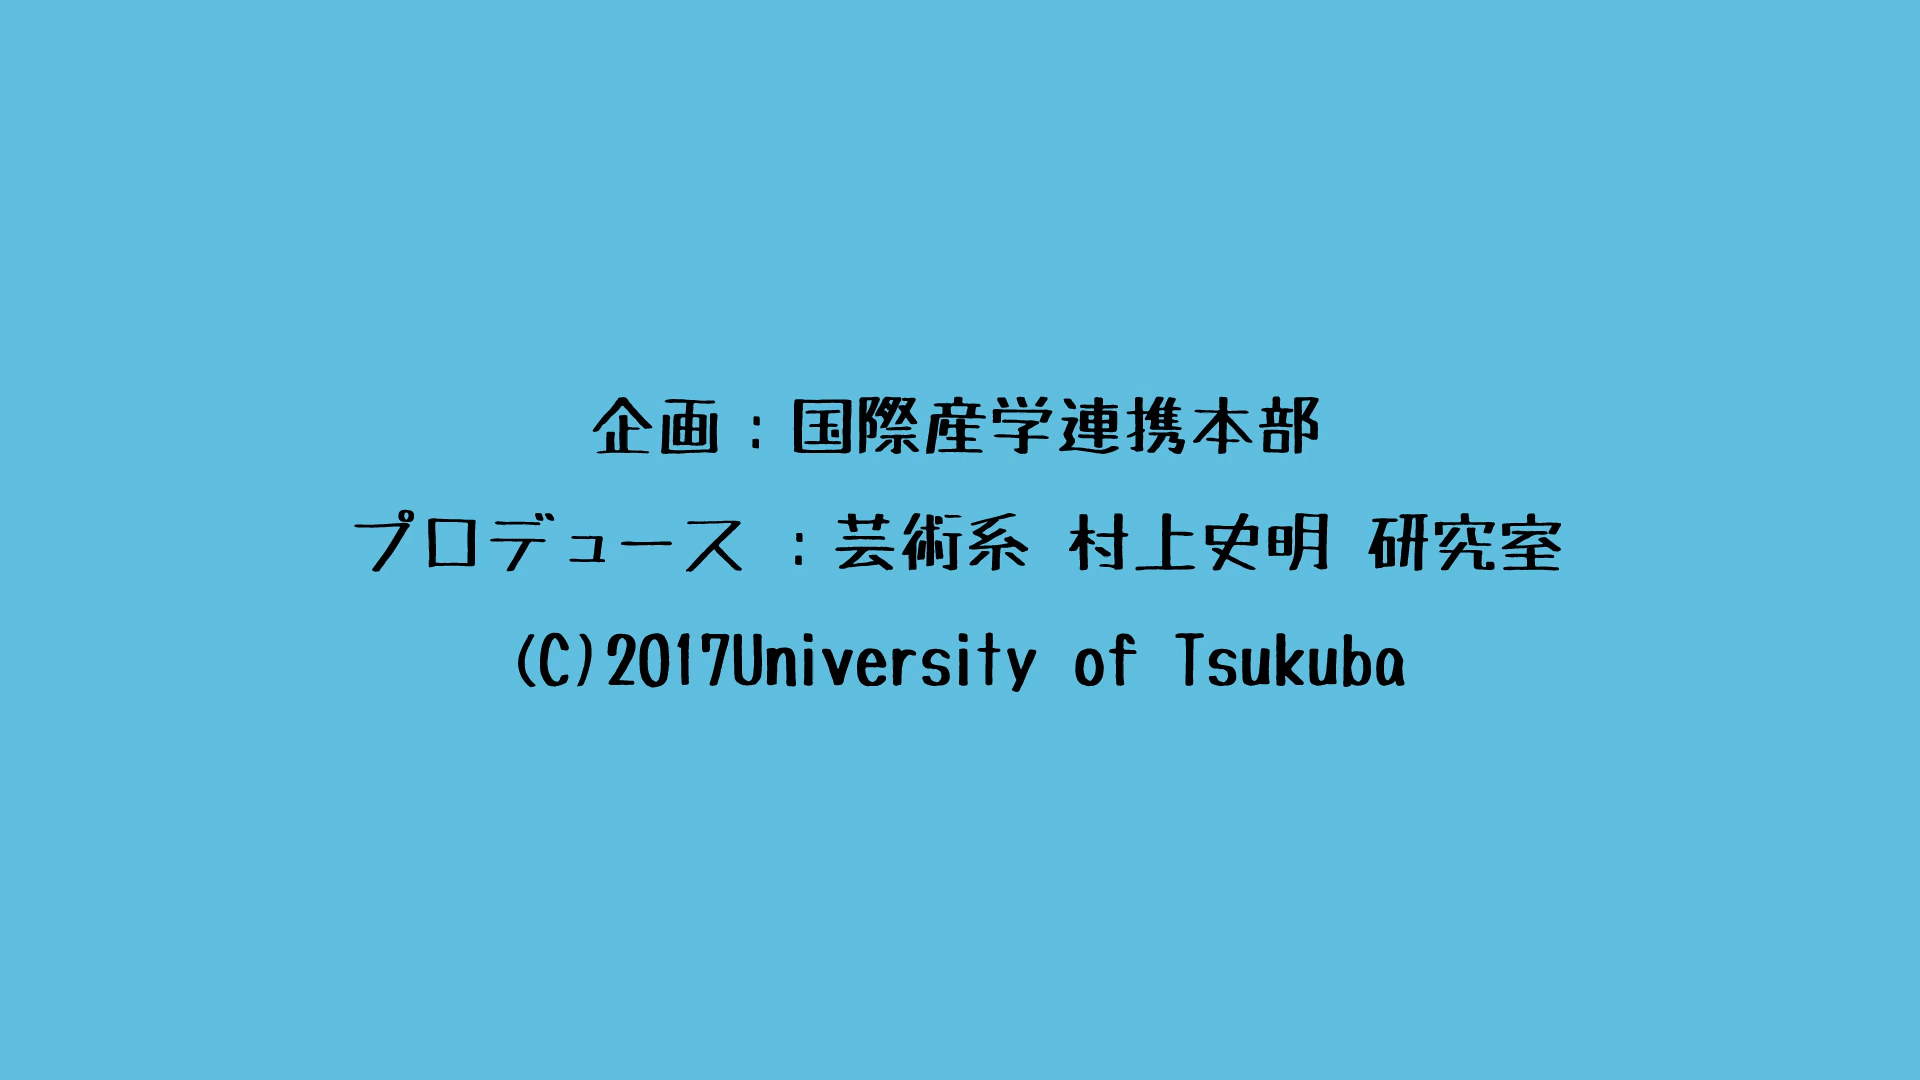 企画：国際産学連携本部
プロデュース ：芸術系 村上史明 研究室
(C)2017University of Tsukuba